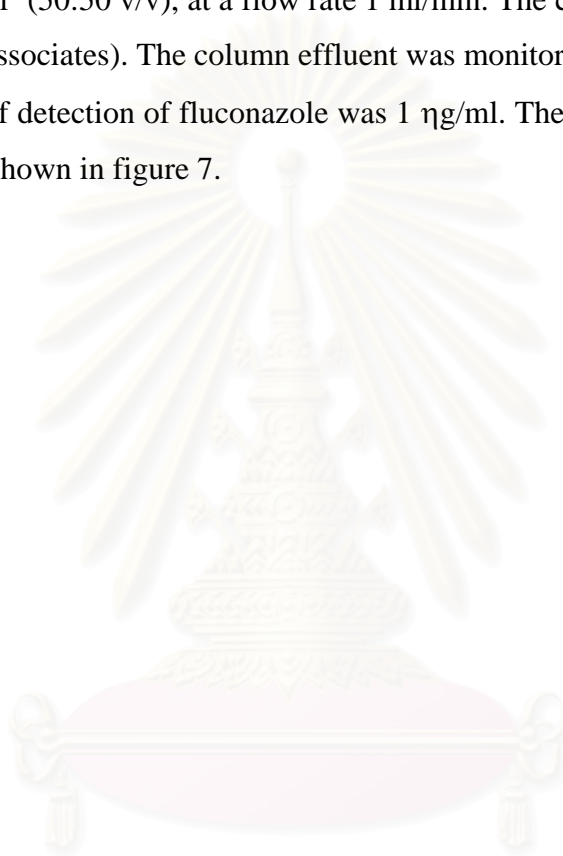 (50:50 v/v), at a flow rate 1 ml/min. The
ssociates). The column effluent was monitor
f detection of fluconazole was 1 ηg/ml. The
hown in figure 7.